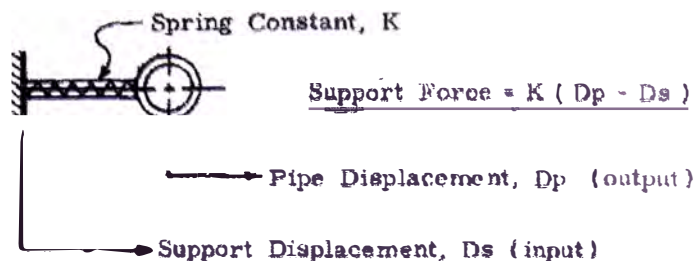 Spring Constant, K
Support Force = K ( Dp - Ds )
Pipe Displacement, Dp (output)
Support Displacement, Ds (input)